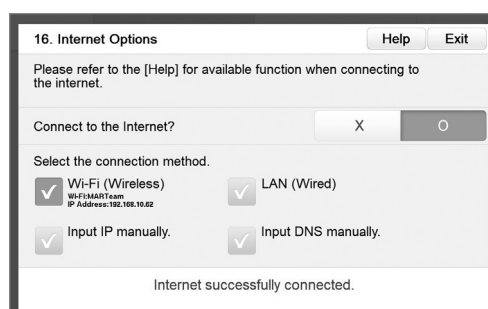 16. Internet Options
Help
Exit
Please refer to the [Help] for available function when connecting to
the internet.
Connect to the Internet?
X
O
Select the connection method.
Wi-Fi (Wireless)
Wi-Fi:MARTeam
IP Address:192.168.10.62
LAN (Wired)
Input IP manually.
Input DNS manually.
Internet successfully connected.